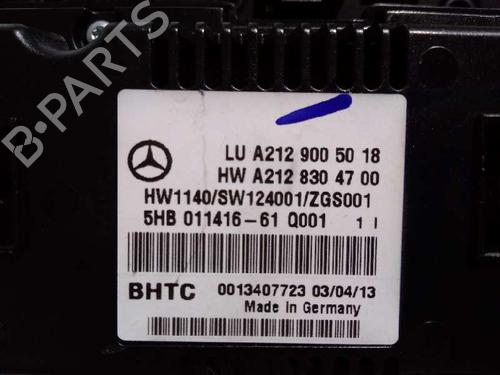 B-PARTS
LU A212 900 50 18
HW A212 830 47 00
HW1140/SW124001/ZGS001
5HB 011416-61 Q001 1 I
BHTC 0013407723 03/04/13
Made in Germany